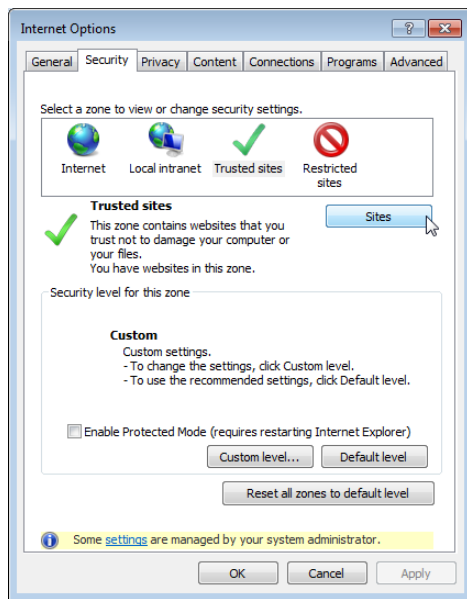 Internet Options
General Security Privacy Content Connections Programs Advanced
Select a zone to view or change security settings.
Internet Local intranet Trusted sites Restricted
sites
Trusted sites
Sites
This zone contains websites that you
trust not to damage your computer or
your files.
You have websites in this zone.
Security level for this zone
Custom
Custom settings.
- To change the settings, click Custom level.
- To use the recommended settings, click Default level.
Enable Protected Mode (requires restarting Internet Explorer)
Custom level... Default level
Reset all zones to default level
Some settings are managed by your system administrator.
OK Cancel Apply